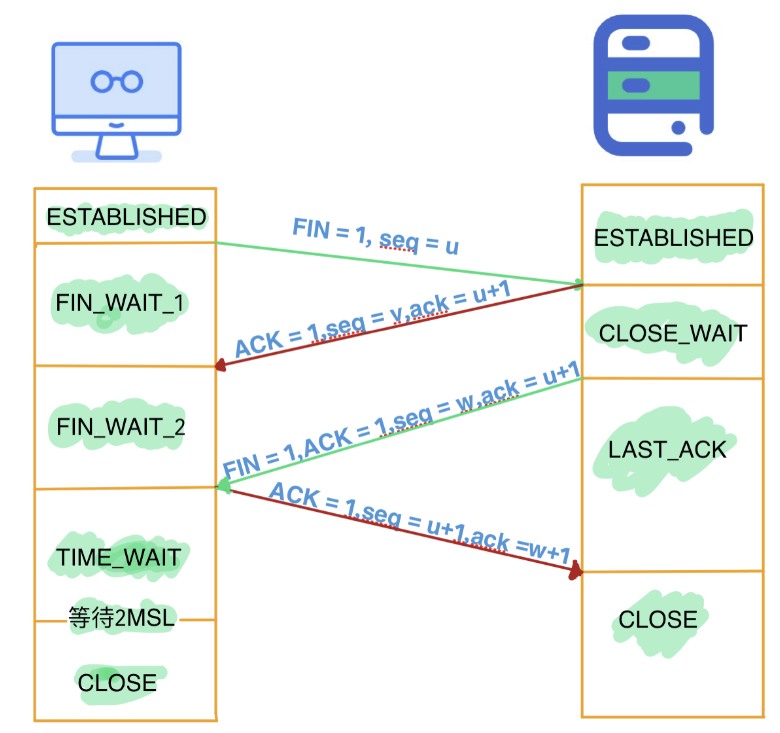 ESTABLISHED
FIN = 1, seq = u
ESTABLISHED
FIN_WAIT_1
ACK = 1,seq = v,ack = u+1
CLOSE_WAIT
FIN_WAIT_2
FIN = 1,ACK = 1,seq = w,ack = u+1
LAST_ACK
ACK = 1,seq = u+1,ack =w+1
TIME_WAIT
等待2MSL
CLOSE
CLOSE